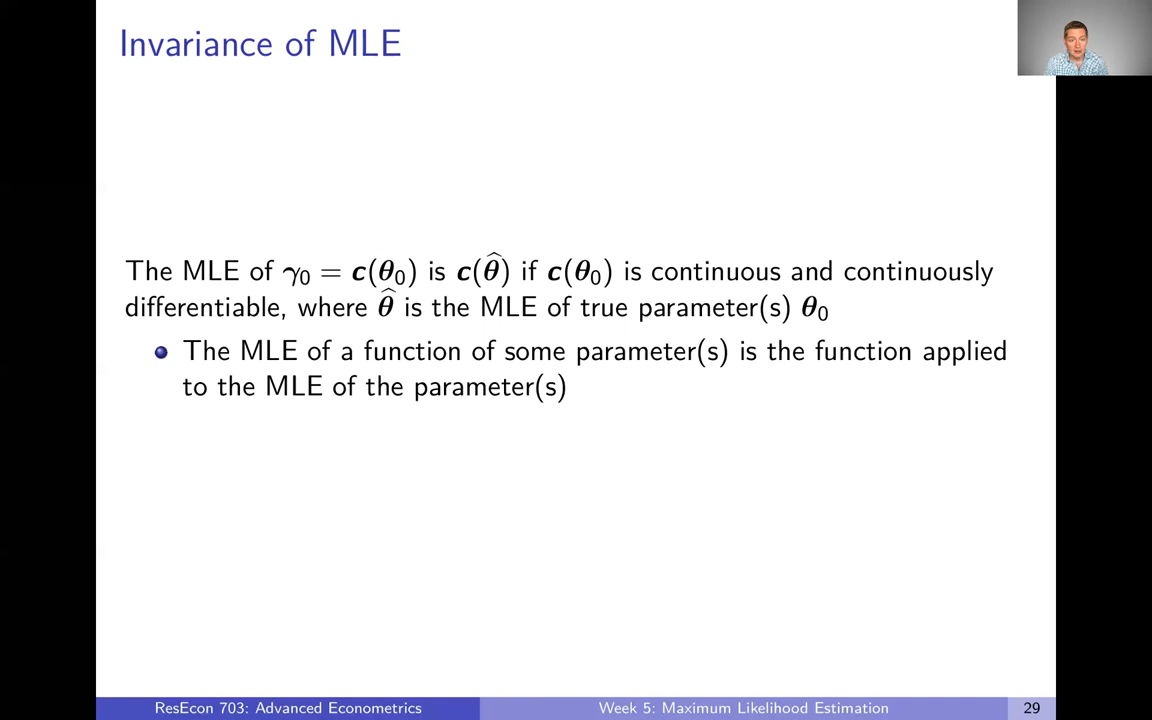 Invariance of MLE
The MLE of γ₀ = c(θ₀) is c(θ̂) if c(θ₀) is continuous and continuously
differentiable, where θ̂ is the MLE of true parameter(s) θ₀
The MLE of a function of some parameter(s) is the function applied
to the MLE of the parameter(s)
ResEcon 703: Advanced Econometrics
Week 5: Maximum Likelihood Estimation
29